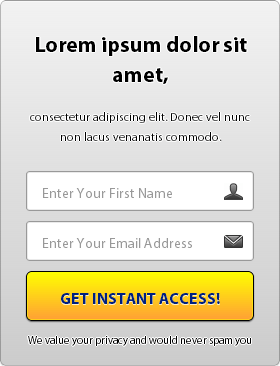 Lorem ipsum dolor sit
amet,
consectetur adipiscing elit. Donec vel nunc
non lacus venanatis commodo.
Enter Your First Name
Enter Your Email Address
GET INSTANT ACCESS!
We value your privacy and would never spam you